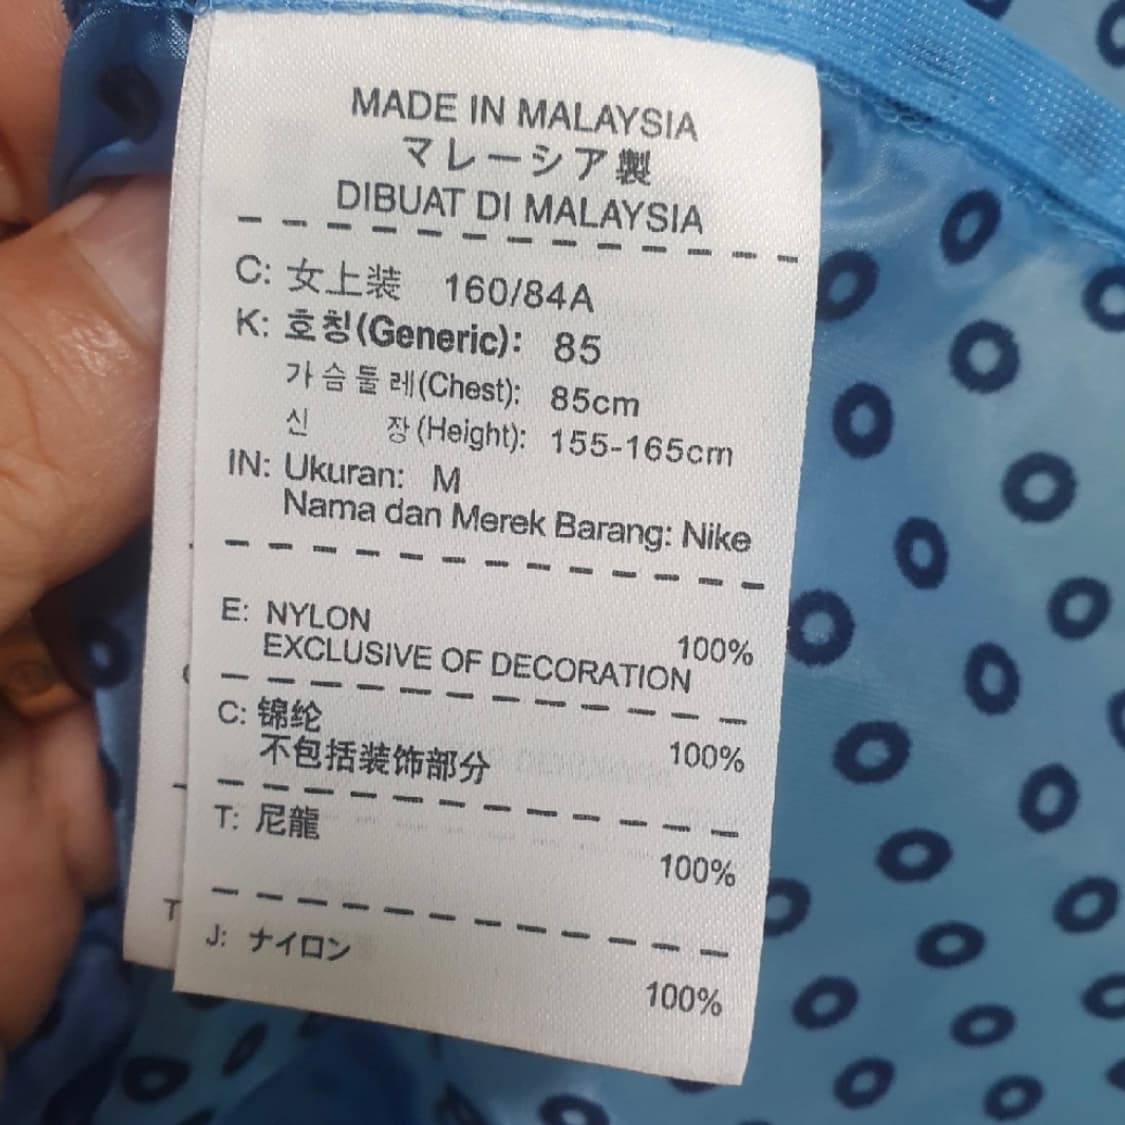 MADE IN MALAYSIA
マレーシア製
DIBUAT DI MALAYSIA
C: 女上装 160/84A
K: 호칭(Generic): 85
가슴둘레(Chest): 85cm
신 장(Height): 155-165cm
IN: Ukuran: M
Nama dan Merek Barang: Nike
E: NYLON 100%
EXCLUSIVE OF DECORATION
C: 锦纶 100%
不包括装饰部分
T: 尼龍 100%
J: ナイロン 100%